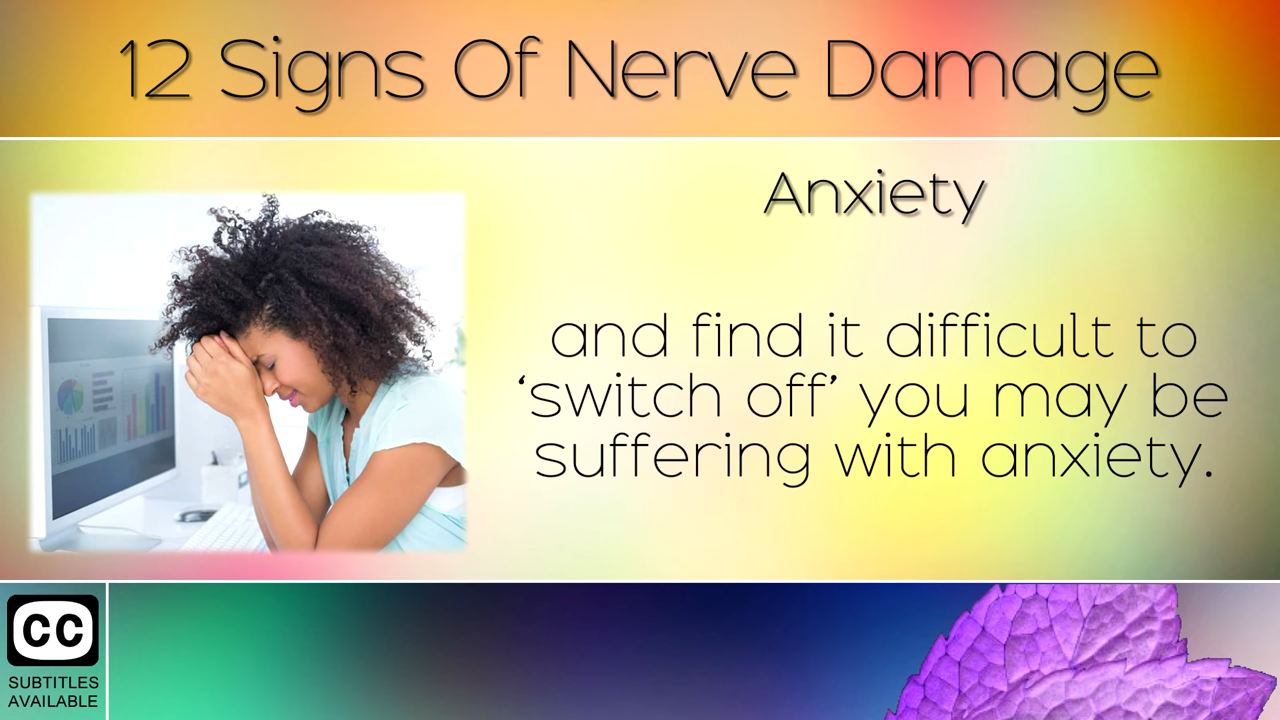 12 Signs Of Nerve Damage
Anxiety
and find it difficult to
‘switch off’ you may be
suffering with anxiety.
CC
SUBTITLES
AVAILABLE